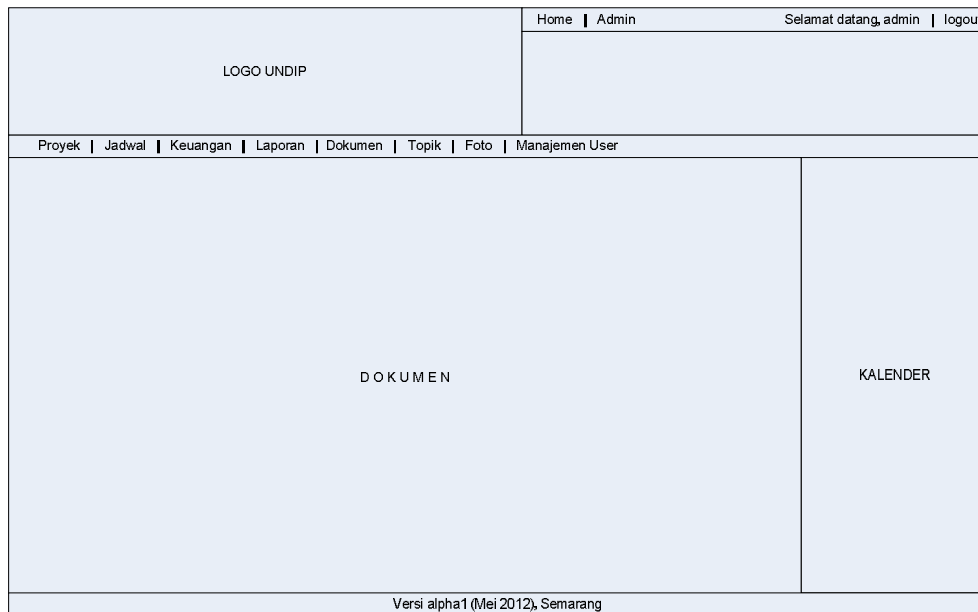 Home | Admin Selamat datang, admin | logout
LOGO UNDIP
Proyek | Jadwal | Keuangan | Laporan | Dokumen | Topik | Foto | Manajemen User
D O K U M E N
KALENDER
Versi alpha1 (Mei 2012), Semarang